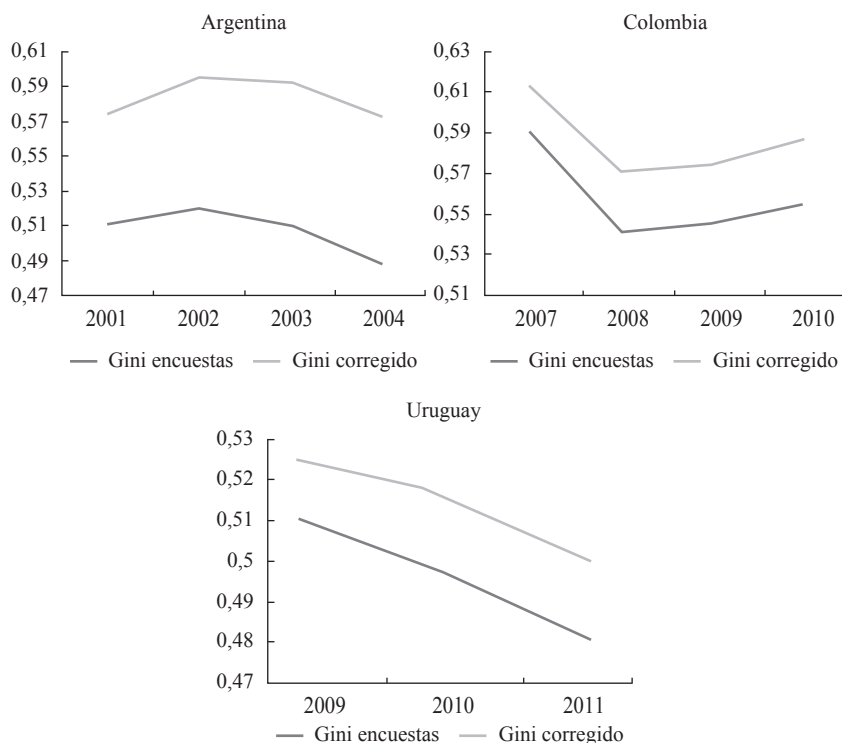 Argentina
0,61
0,59
0,57
0,55
0,53
0,51
0,49
0,47
2001 2002 2003 2004
Gini encuestas Gini corregido
Colombia
0,63
0,61
0,59
0,57
0,55
0,53
0,51
2007 2008 2009 2010
Gini encuestas Gini corregido
Uruguay
0,53
0,52
0,51
0,5
0,49
0,48
0,47
2009 2010 2011
Gini encuestas Gini corregido